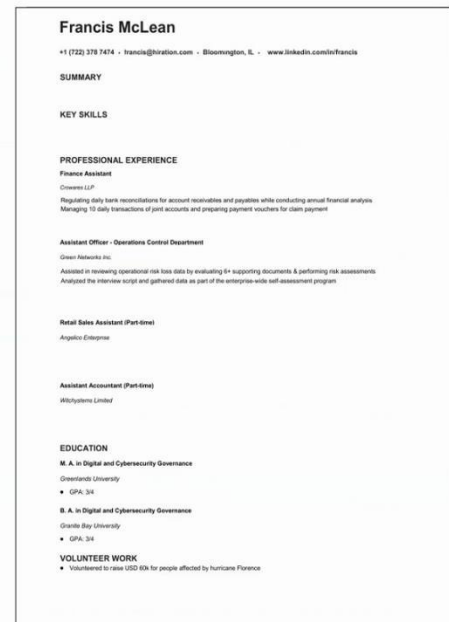 Francis McLean
+1 (722) 378 7474 - francis@hiration.com - Bloomington, IL - www.linkedin.com/in/francis
SUMMARY
KEY SKILLS
PROFESSIONAL EXPERIENCE
Finance Assistant
Crowares LLP
Regulating daily bank reconciliations for account receivables and payables while conducting annual financial analysis
Managing 10 daily transactions of joint accounts and preparing payment vouchers for claim payment
Assistant Officer - Operations Control Department
Green Networks Inc.
Assisted in reviewing operational risk loss data by evaluating 6+ supporting documents & performing risk assessments
Analyzed the interview script and gathered data as part of the enterprise-wide self-assessment program
Retail Sales Assistant (Part-time)
Angelico Enterprise
Assistant Accountant (Part-time)
Witchystems Limited
EDUCATION
M. A. in Digital and Cybersecurity Governance
Greenlands University
● GPA: 3/4
B. A. in Digital and Cybersecurity Governance
Granite Bay University
● GPA: 3/4
VOLUNTEER WORK
● Volunteered to raise USD 60k for people affected by hurricane Florence